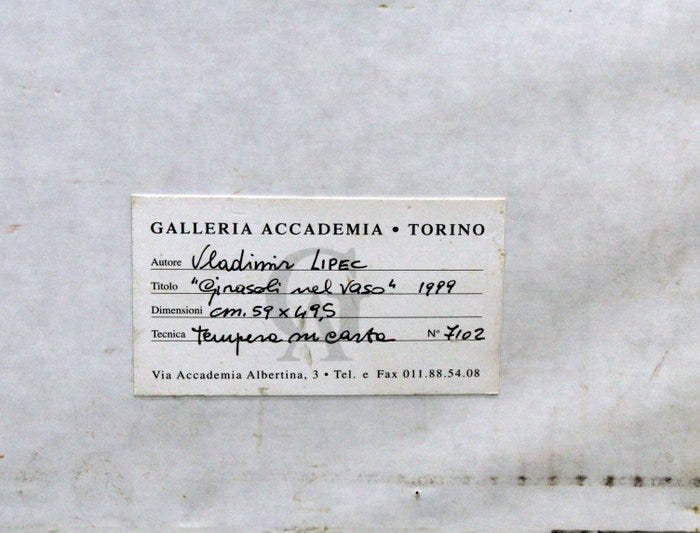 GALLERIA ACCADEMIA • TORINO
Autore Vladimir LIPEC
Titolo "Girasoli nel vaso" 1999
Dimensioni cm. 59 x 49,5
Tecnica tempera su carta N° 7102
Via Accademia Albertina, 3 • Tel. e Fax 011.88.54.08